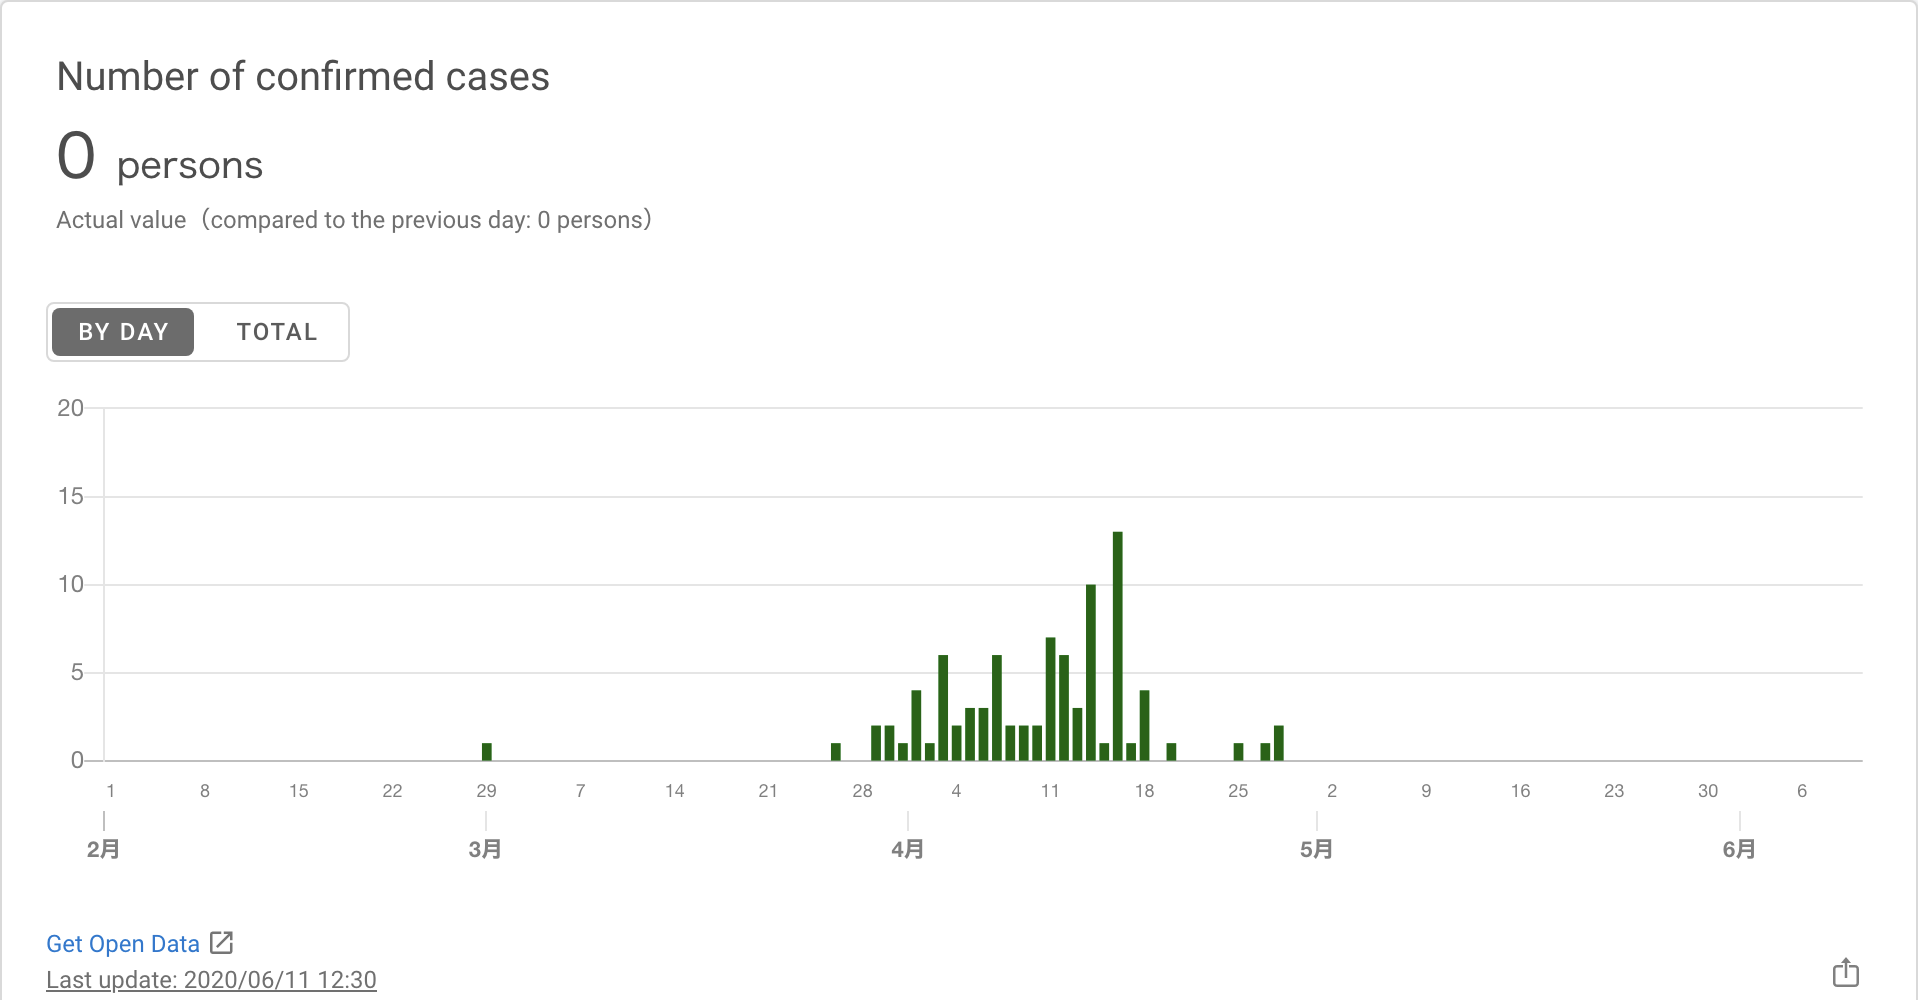 Number of confirmed cases
0 persons
Actual value（compared to the previous day: 0 persons）
BY DAY TOTAL
20
15
10
5
0
1 8 15 22 29 7 14 21 28 4 11 18 25 2 9 16 23 30 6
2月 3月 4月 5月 6月
Get Open Data
Last update: 2020/06/11 12:30